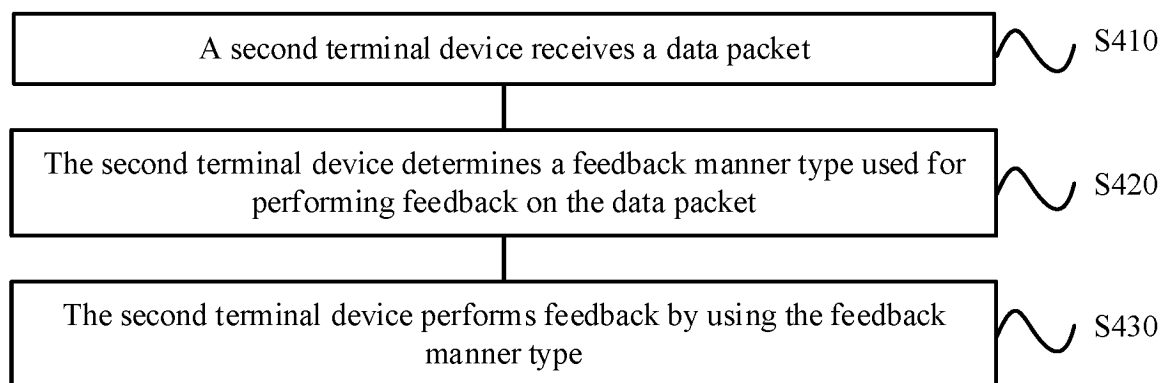 A second terminal device receives a data packet
S410
The second terminal device determines a feedback manner type used for
performing feedback on the data packet
S420
The second terminal device performs feedback by using the feedback
manner type
S430